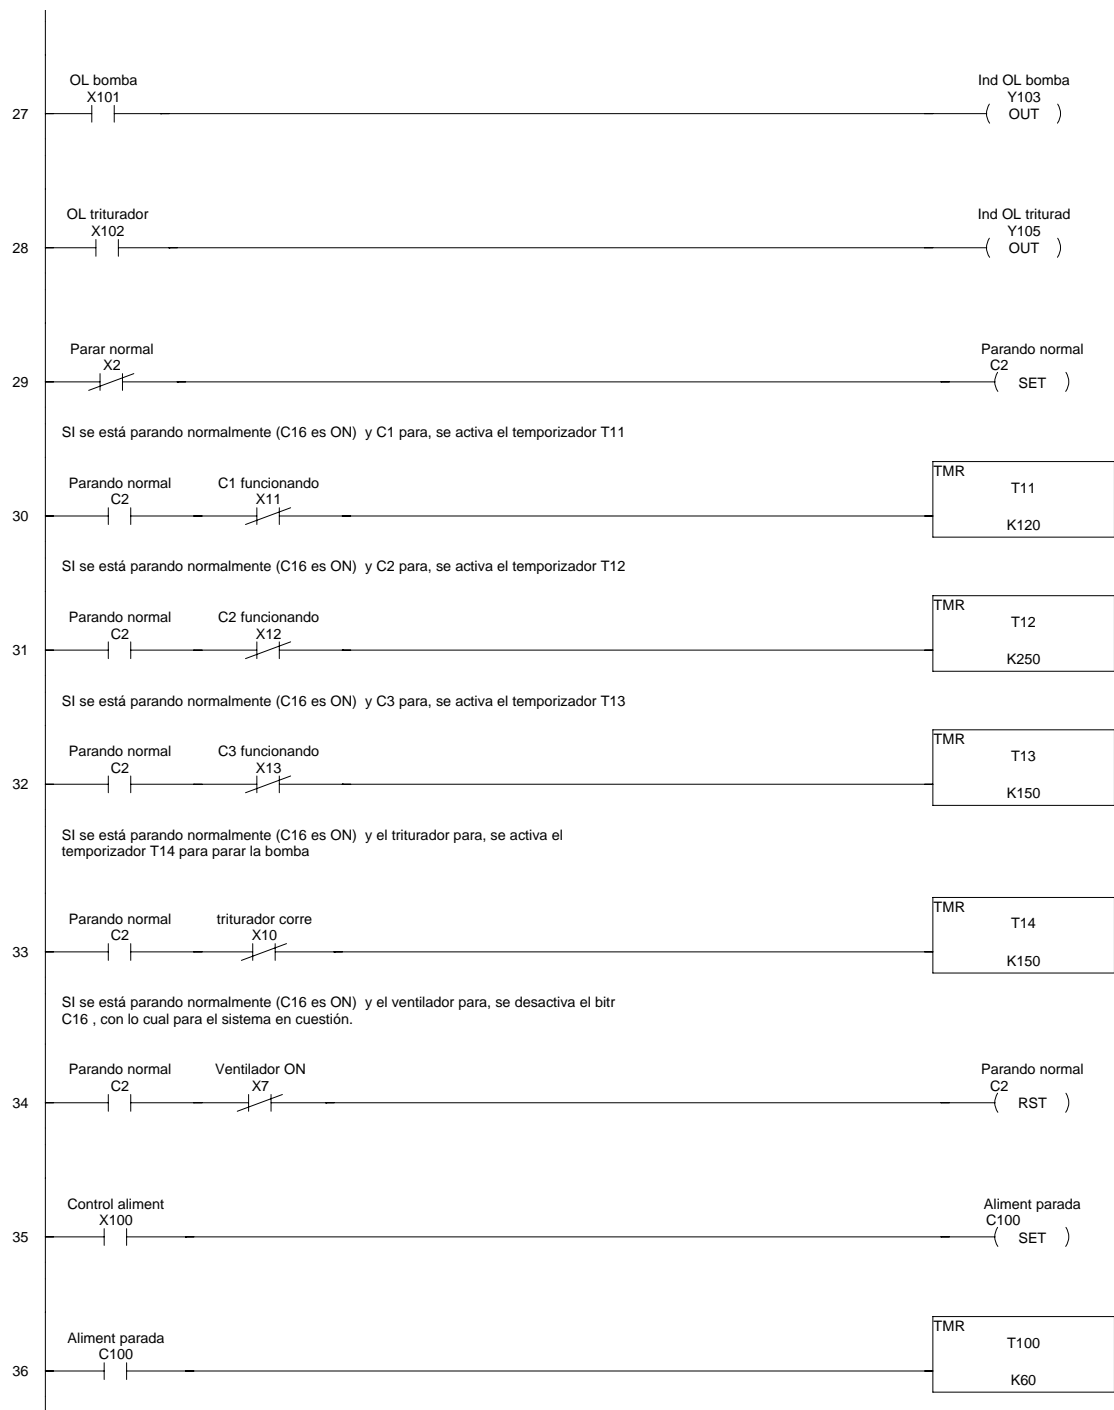 OL bomba
X101
Ind OL bomba
Y103
27
OUT
OL triturador
X102
Ind OL triturad
Y105
28
OUT
Parar normal
X2
Parando normal
C2
29
SET
SI se está parando normalmente (C16 es ON)  y C1 para, se activa el temporizador T11
Parando normal
C2
C1 funcionando
X11
TMR
T11
30
K120
SI se está parando normalmente (C16 es ON)  y C2 para, se activa el temporizador T12
Parando normal
C2
C2 funcionando
X12
TMR
T12
31
K250
SI se está parando normalmente (C16 es ON)  y C3 para, se activa el temporizador T13
Parando normal
C2
C3 funcionando
X13
TMR
T13
32
K150
SI se está parando normalmente (C16 es ON)  y el triturador para, se activa el
temporizador T14 para parar la bomba
Parando normal
C2
triturador corre
X10
TMR
T14
33
K150
SI se está parando normalmente (C16 es ON)  y el ventilador para, se desactiva el bitr
C16 , con lo cual para el sistema en cuestión.
Parando normal
C2
Ventilador ON
X7
Parando normal
C2
34
RST
Control aliment
X100
Aliment parada
C100
35
SET
Aliment parada
C100
TMR
T100
36
K60